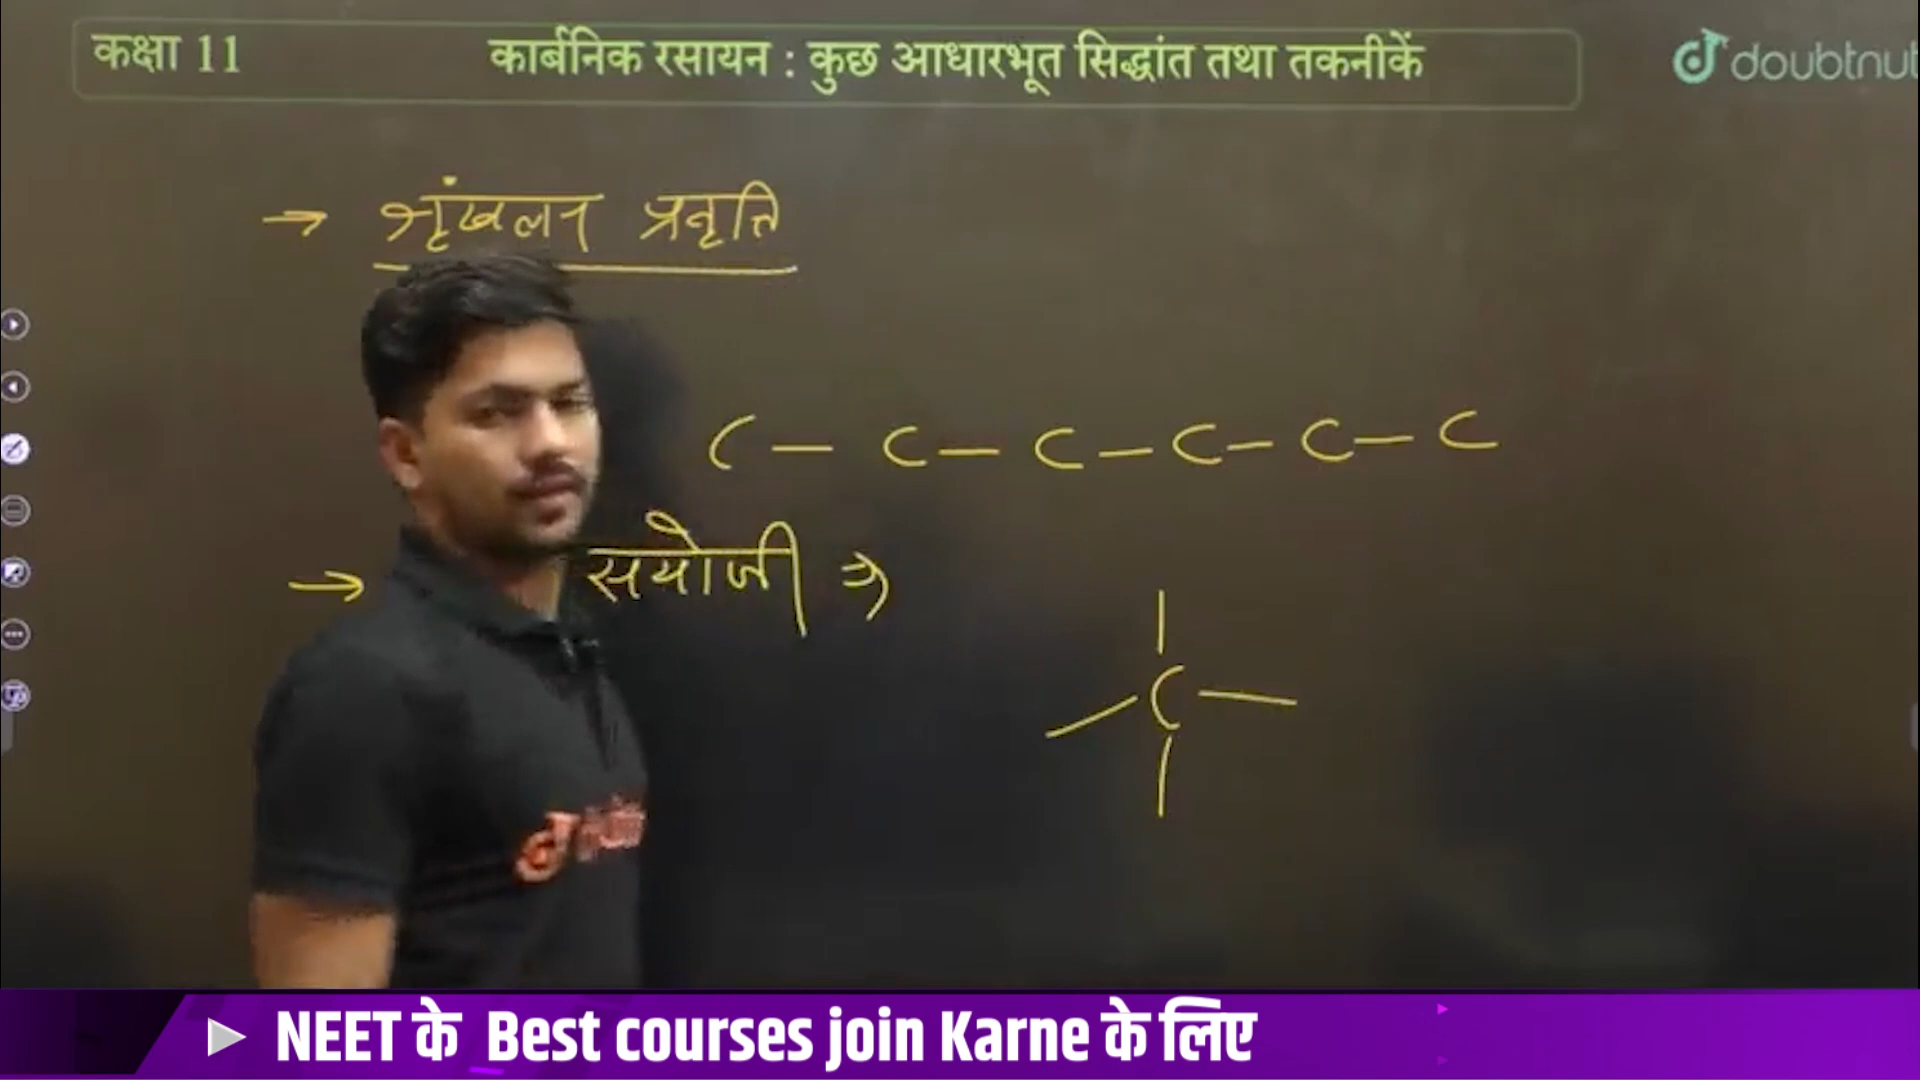 कक्षा 11 कार्बनिक रसायन : कुछ आधारभूत सिद्धांत तथा तकनीकें doubtnut
→ श्रृंखलन प्रवृत्ति
C – C – C – C – C – C
→ संयोजी ⇒
C
NEET के Best courses join Karne के लिए